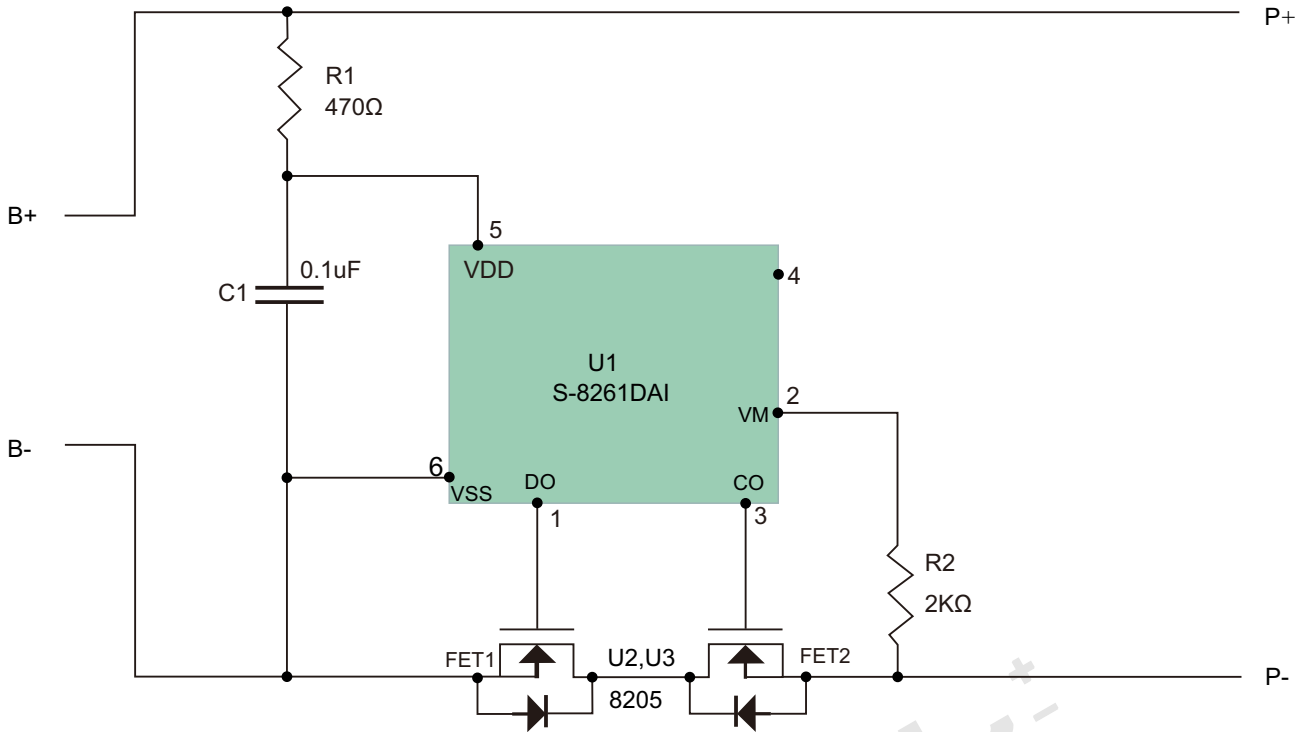 P+
R1
470Ω
B+
5
VDD
4
0.1uF
C1
U1
S-8261DAI
2
VM
B-
6
VSS
DO
CO
1
3
R2
2KΩ
FET1
U2,U3
FET2
8205
P-